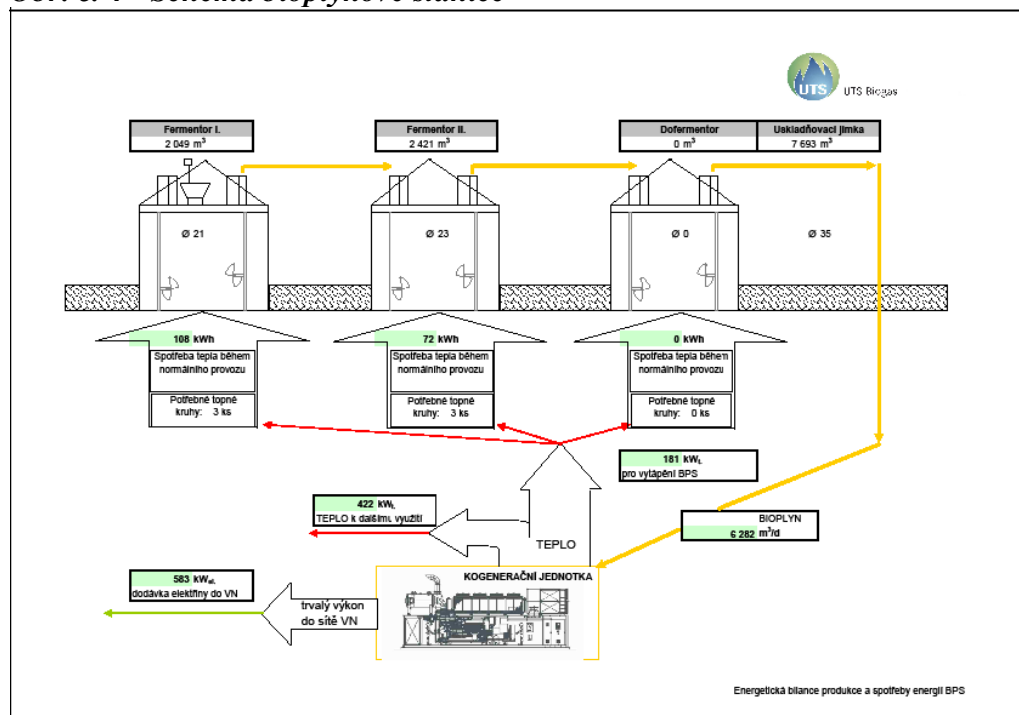 UTS
UTS Biogas
Fermentor I.
2 049 m³
Fermentor II.
2 421 m³
Dofermentor
0 m³
Uskladňovací jímka
7 693 m³
Ø 21
Ø 23
Ø 0
Ø 35
108 kWh
Spotřeba tepla během
normálního provozu
Potřebné topné
kruhy: 3 ks
72 kWh
Spotřeba tepla během
normálního provozu
Potřebné topné
kruhy: 3 ks
0 kWh
Spotřeba tepla během
normálního provozu
Potřebné topné
kruhy: 0 ks
181 kWt.
pro vytápění BPS
422 kWt.
TEPLO k dalšímu využití
TEPLO
BIOPLYN
6 282 m³/d
KOGENERAČNÍ JEDNOTKA
583 kWel.
dodávka elektřiny do VN
trvalý výkon
do sítě VN
Energetická bilance produkce a spotřeby energií BPS